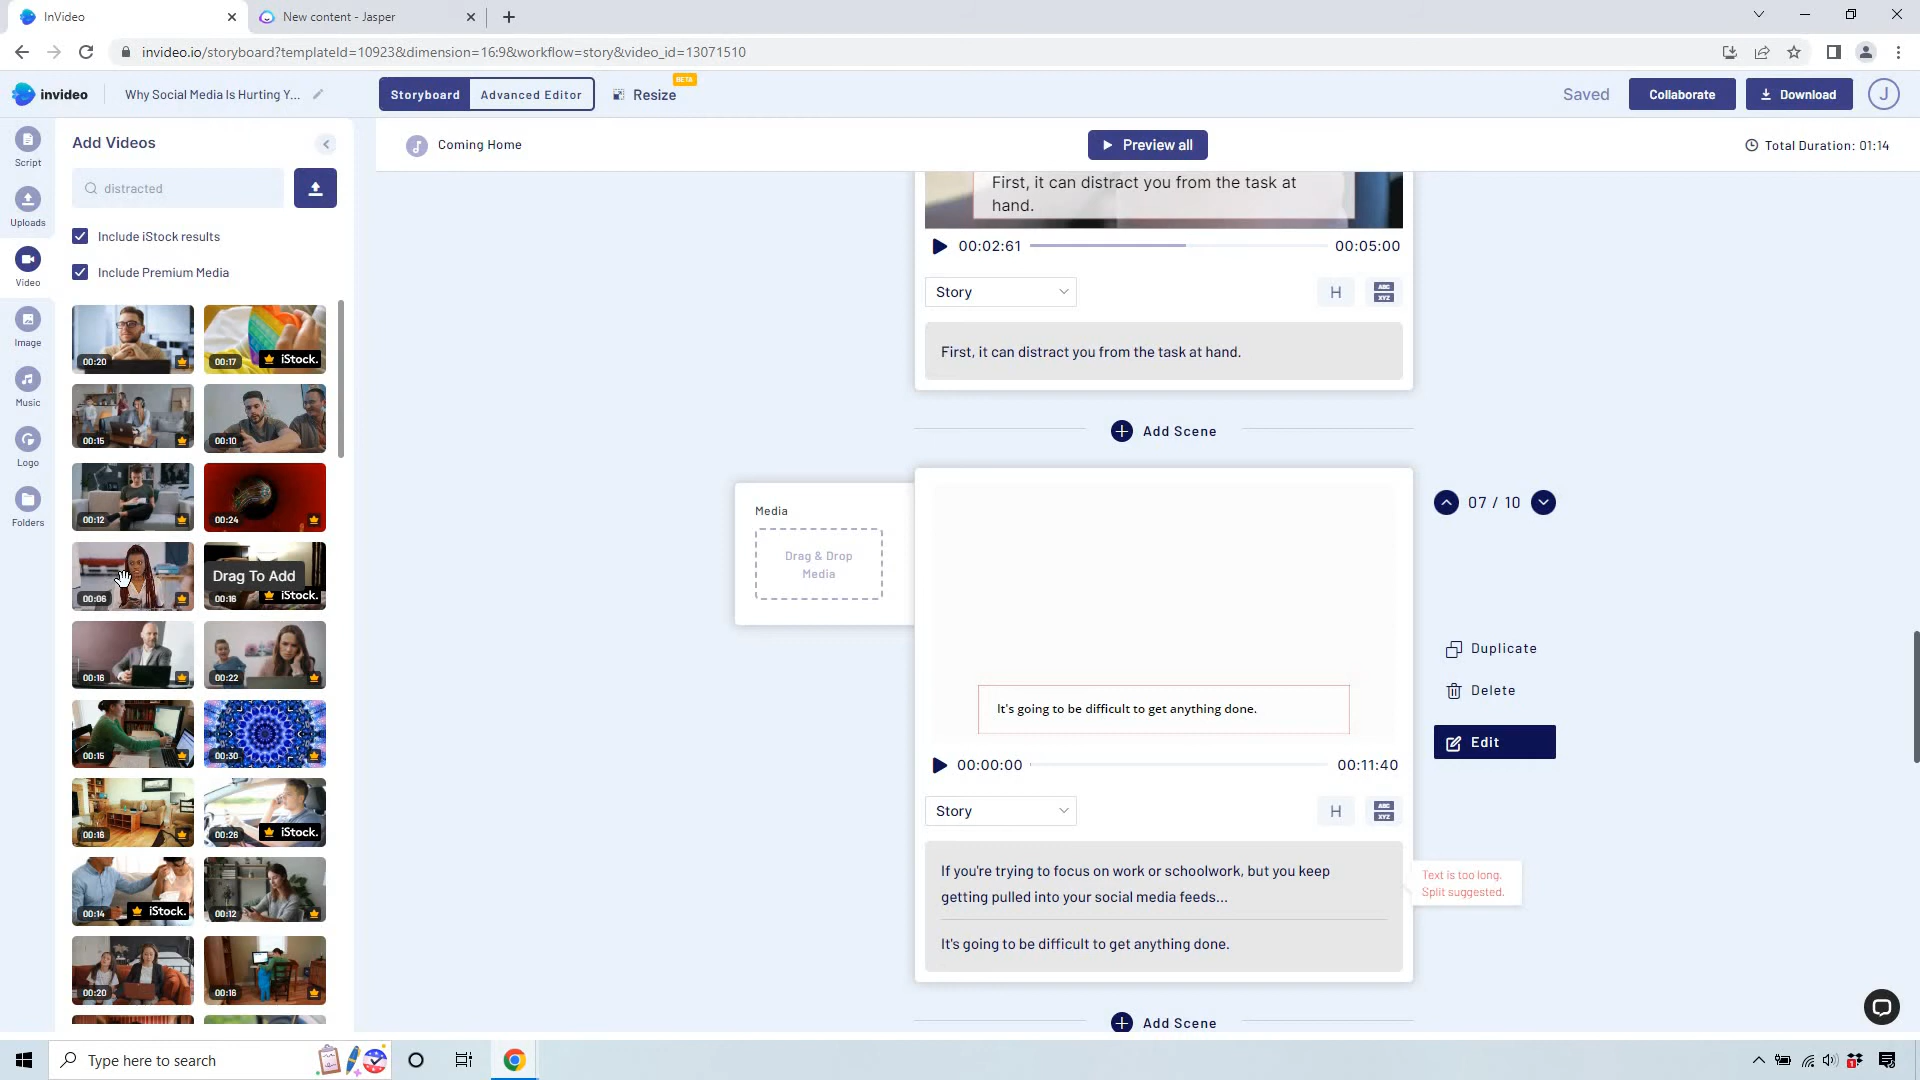 InVideo
New content - Jasper
invideo.io/storyboard?templateId=10923&dimension=16:9&workflow=story&video_id=13071510
invideo
Why Social Media Is Hurting Y...
Storyboard
Advanced Editor
Resize
BETA
Saved
Collaborate
Download
J
Script
Uploads
Video
Image
Music
Logo
Folders
Add Videos
distracted
Include iStock results
Include Premium Media
00:20
00:17
iStock.
00:15
00:10
00:12
00:24
00:06
Drag To Add
00:16
iStock.
00:16
00:22
00:15
00:30
00:16
00:26
iStock.
00:14
iStock.
00:12
00:20
00:16
Coming Home
Preview all
Total Duration: 01:14
First, it can distract you from the task at
hand.
00:02:61
00:05:00
Story
H
ABC
XYZ
First, it can distract you from the task at hand.
Add Scene
Media
Drag & Drop
Media
07 / 10
It's going to be difficult to get anything done.
Duplicate
Delete
Edit
00:00:00
00:11:40
Story
H
ABC
XYZ
If you're trying to focus on work or schoolwork, but you keep
getting pulled into your social media feeds...
It's going to be difficult to get anything done.
Text is too long.
Split suggested.
Add Scene
Type here to search
1